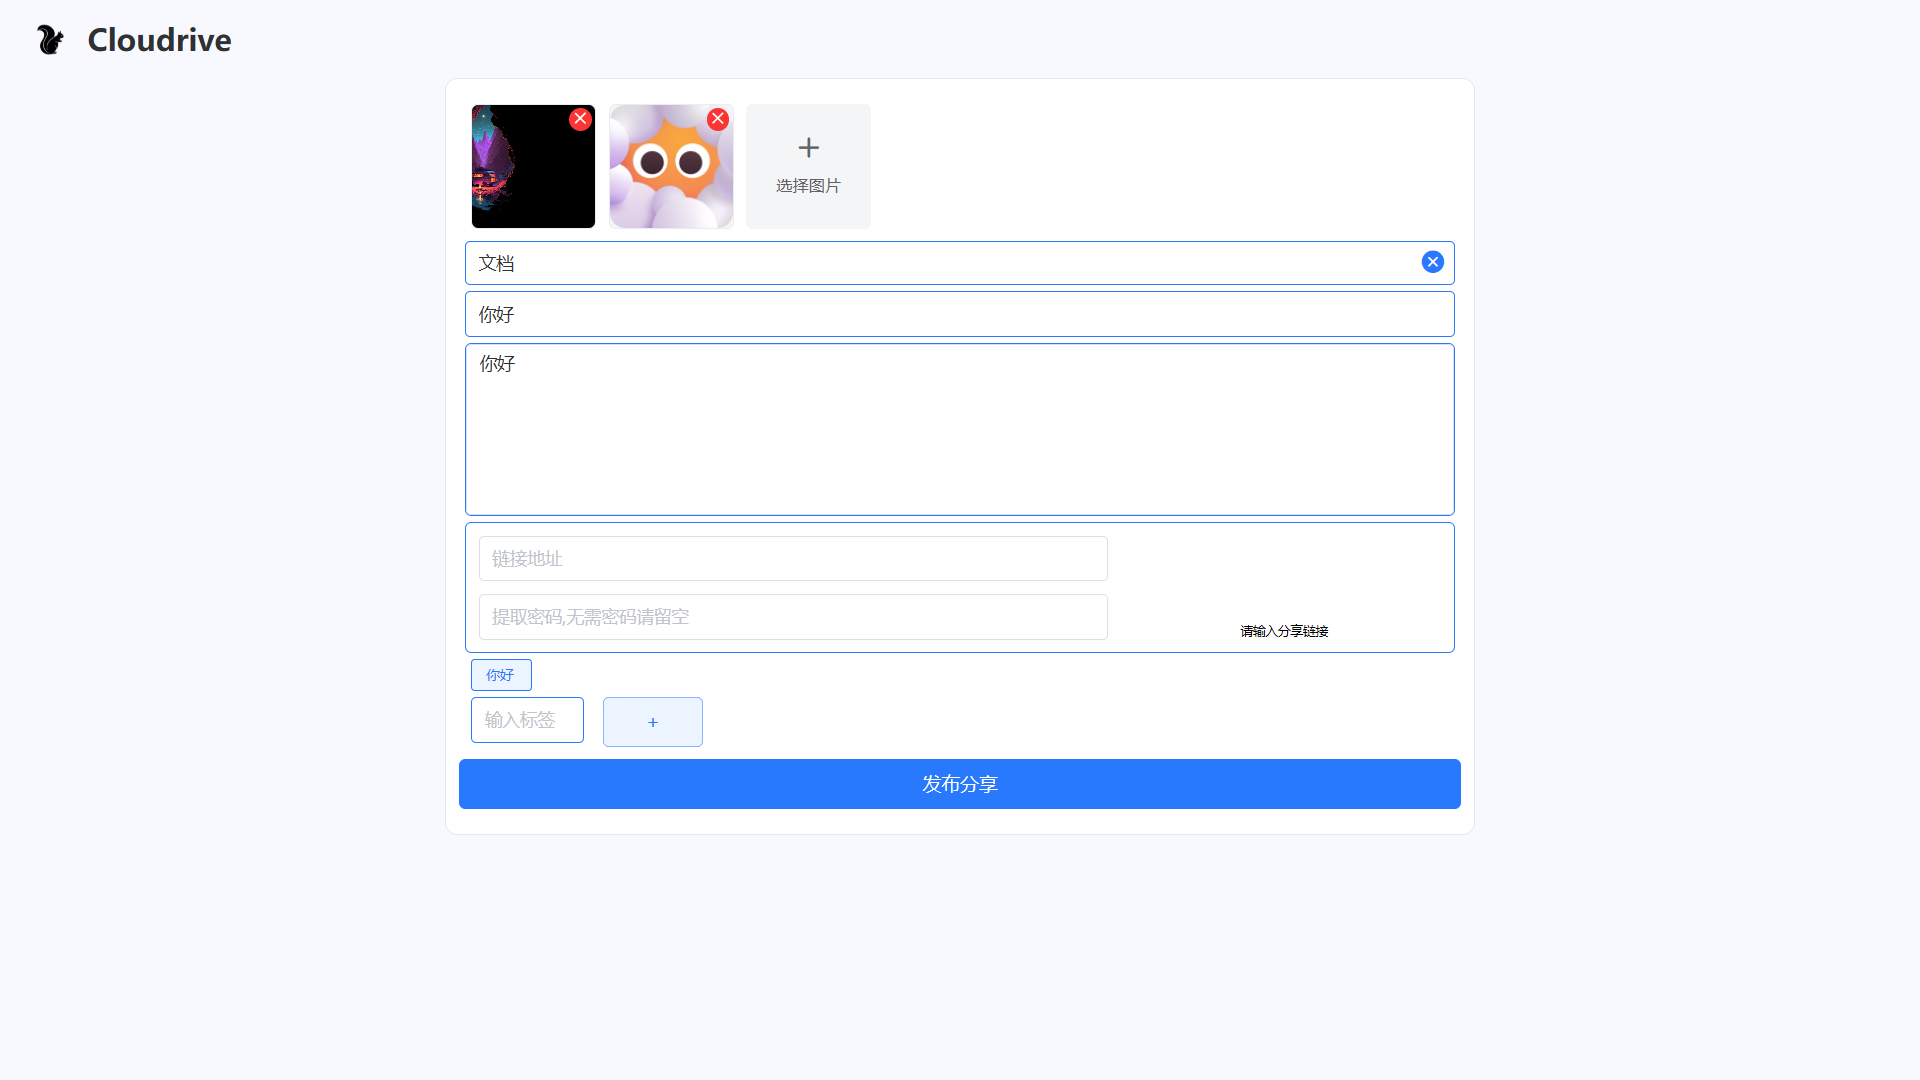 Cloudrive
选择图片
文档
你好
你好
链接地址
提取密码,无需密码请留空
请输入分享链接
你好
输入标签
+
发布分享